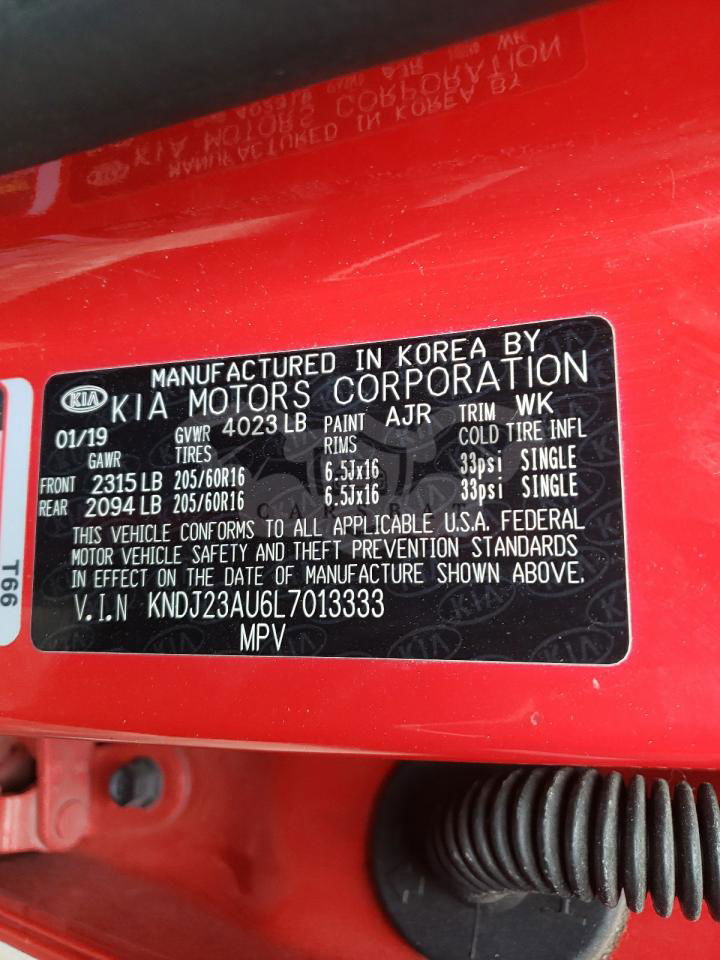 MANUFACTURED IN KOREA BY
KIA KIA MOTORS CORPORATION
01/19 GVWR 4023 LB PAINT AJR TRIM WK
GAWR TIRES RIMS COLD TIRE INFL
FRONT 2315 LB 205/60R16 6.5Jx16 33psi SINGLE
REAR 2094 LB 205/60R16 6.5Jx16 33psi SINGLE
THIS VEHICLE CONFORMS TO ALL APPLICABLE U.S.A. FEDERAL
MOTOR VEHICLE SAFETY AND THEFT PREVENTION STANDARDS
IN EFFECT ON THE DATE OF MANUFACTURE SHOWN ABOVE.
V.I.N KNDJ23AU6L7013333
MPV
T66